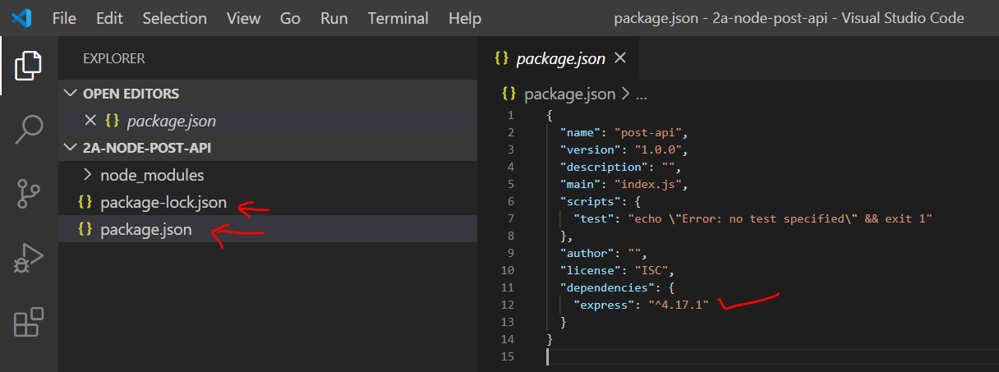 File Edit Selection View Go Run Terminal Help package.json - 2a-node-post-api - Visual Studio Code
EXPLORER
OPEN EDITORS
package.json
2A-NODE-POST-API
node_modules
package-lock.json
package.json
package.json
package.json > ...
1 {
2 "name": "post-api",
3 "version": "1.0.0",
4 "description": "",
5 "main": "index.js",
6 "scripts": {
7 "test": "echo \"Error: no test specified\" && exit 1"
8 },
9 "author": "",
10 "license": "ISC",
11 "dependencies": {
12 "express": "^4.17.1"
13 }
14 }
15